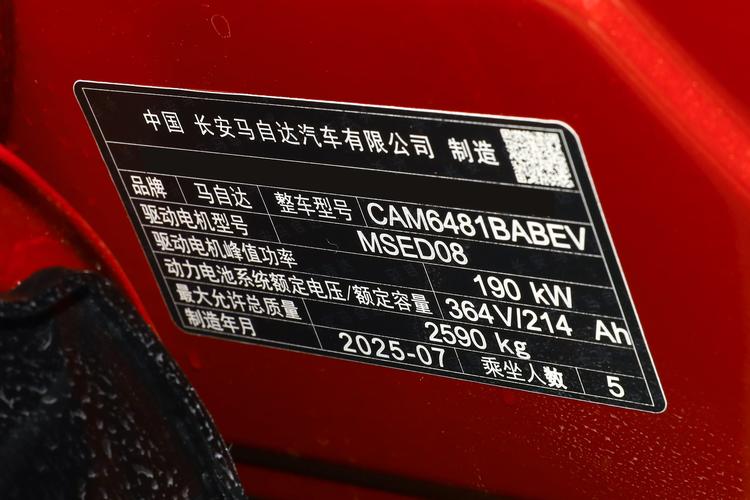 中国 长安马自达汽车有限公司 制造
品牌 马自达 整车型号 CAM6481BABEV
驱动电机型号 MSED08
驱动电机峰值功率 190 kW
动力电池系统额定电压/额定容量 364V/214 Ah
最大允许总质量 2590 kg
制造年月 2025-07 乘坐人数 5